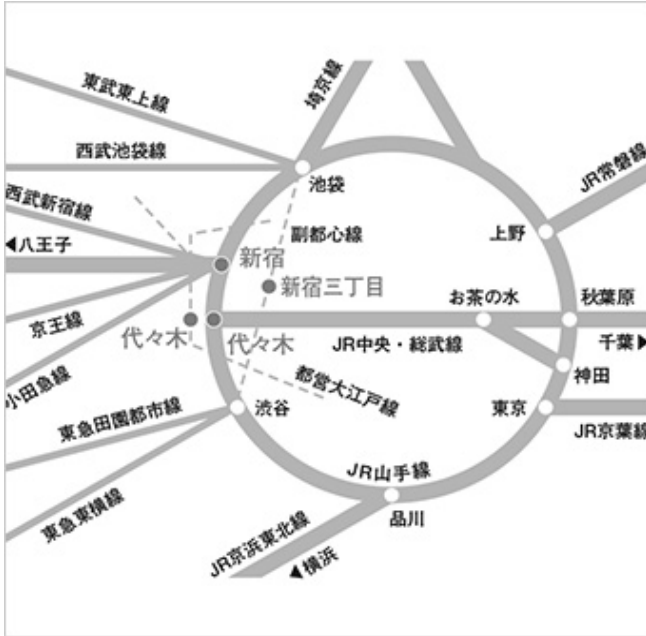 東武東上線
埼京線
西武池袋線
池袋
JR常磐線
西武新宿線
副都心線
上野
◀八王子
新宿
新宿三丁目
お茶の水
秋葉原
京王線
代々木
代々木
JR中央・総武線
千葉▶
小田急線
都営大江戸線
神田
東急田園都市線
渋谷
東京
JR京葉線
東急東横線
JR山手線
品川
JR京浜東北線
◀横浜